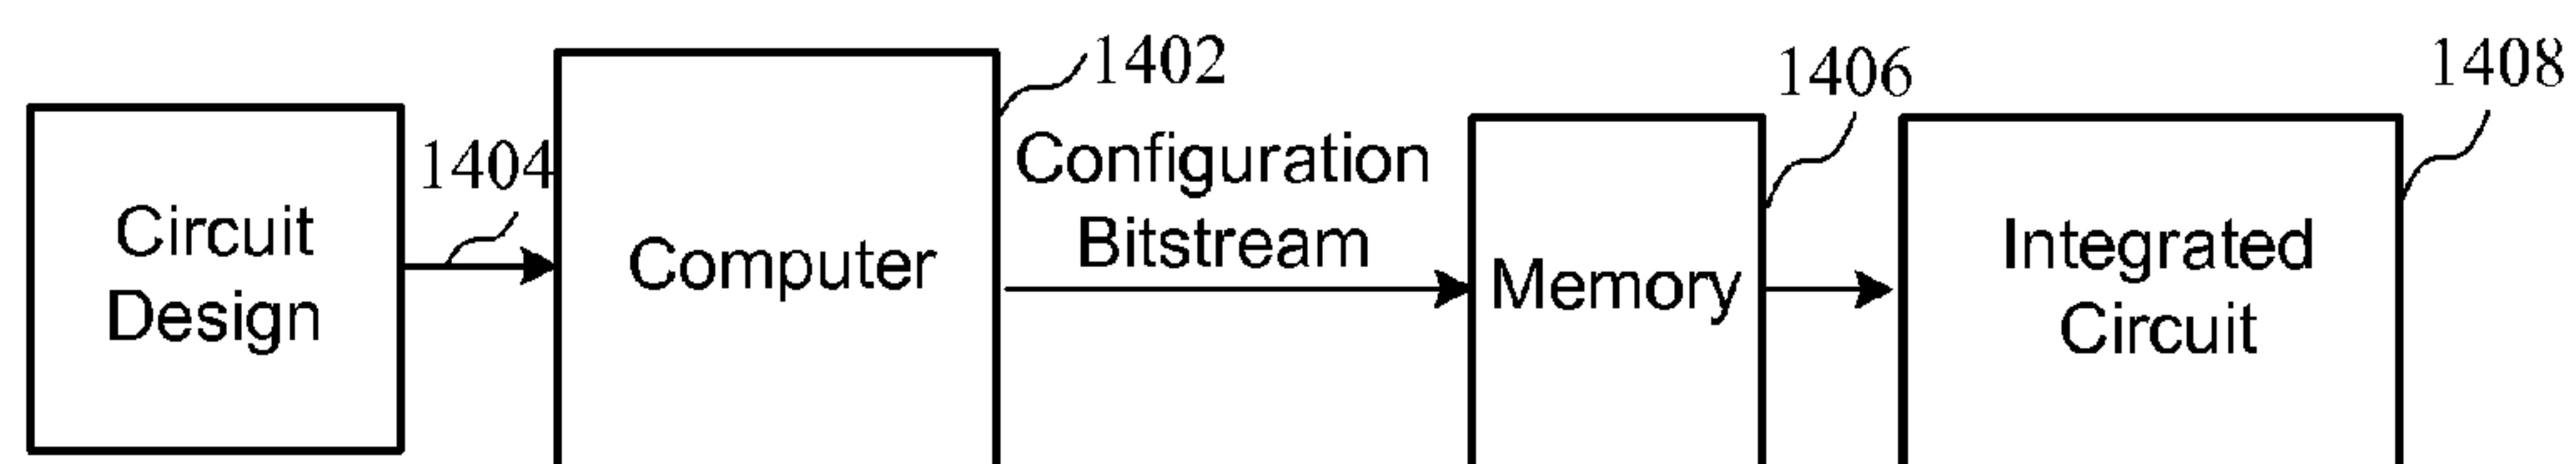 1404
Circuit
Design
1402
Computer
Configuration
Bitstream
1406
Memory
1408
Integrated
Circuit